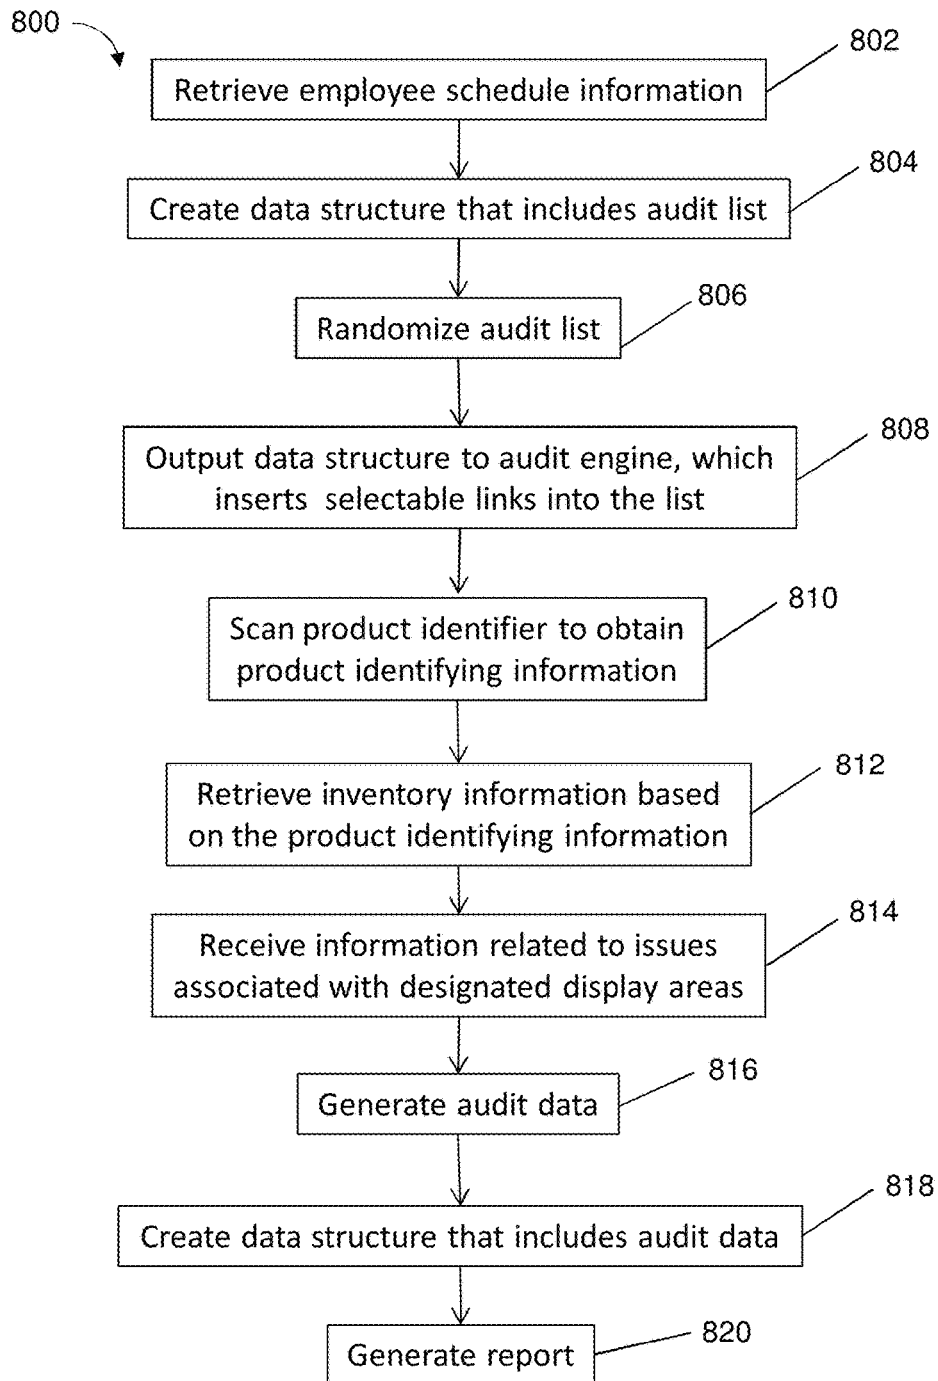 800
802
Retrieve employee schedule information
804
Create data structure that includes audit list
806
Randomize audit list
808
Output data structure to audit engine, which
inserts selectable links into the list
810
Scan product identifier to obtain
product identifying information
812
Retrieve inventory information based
on the product identifying information
814
Receive information related to issues
associated with designated display areas
816
Generate audit data
818
Create data structure that includes audit data
820
Generate report